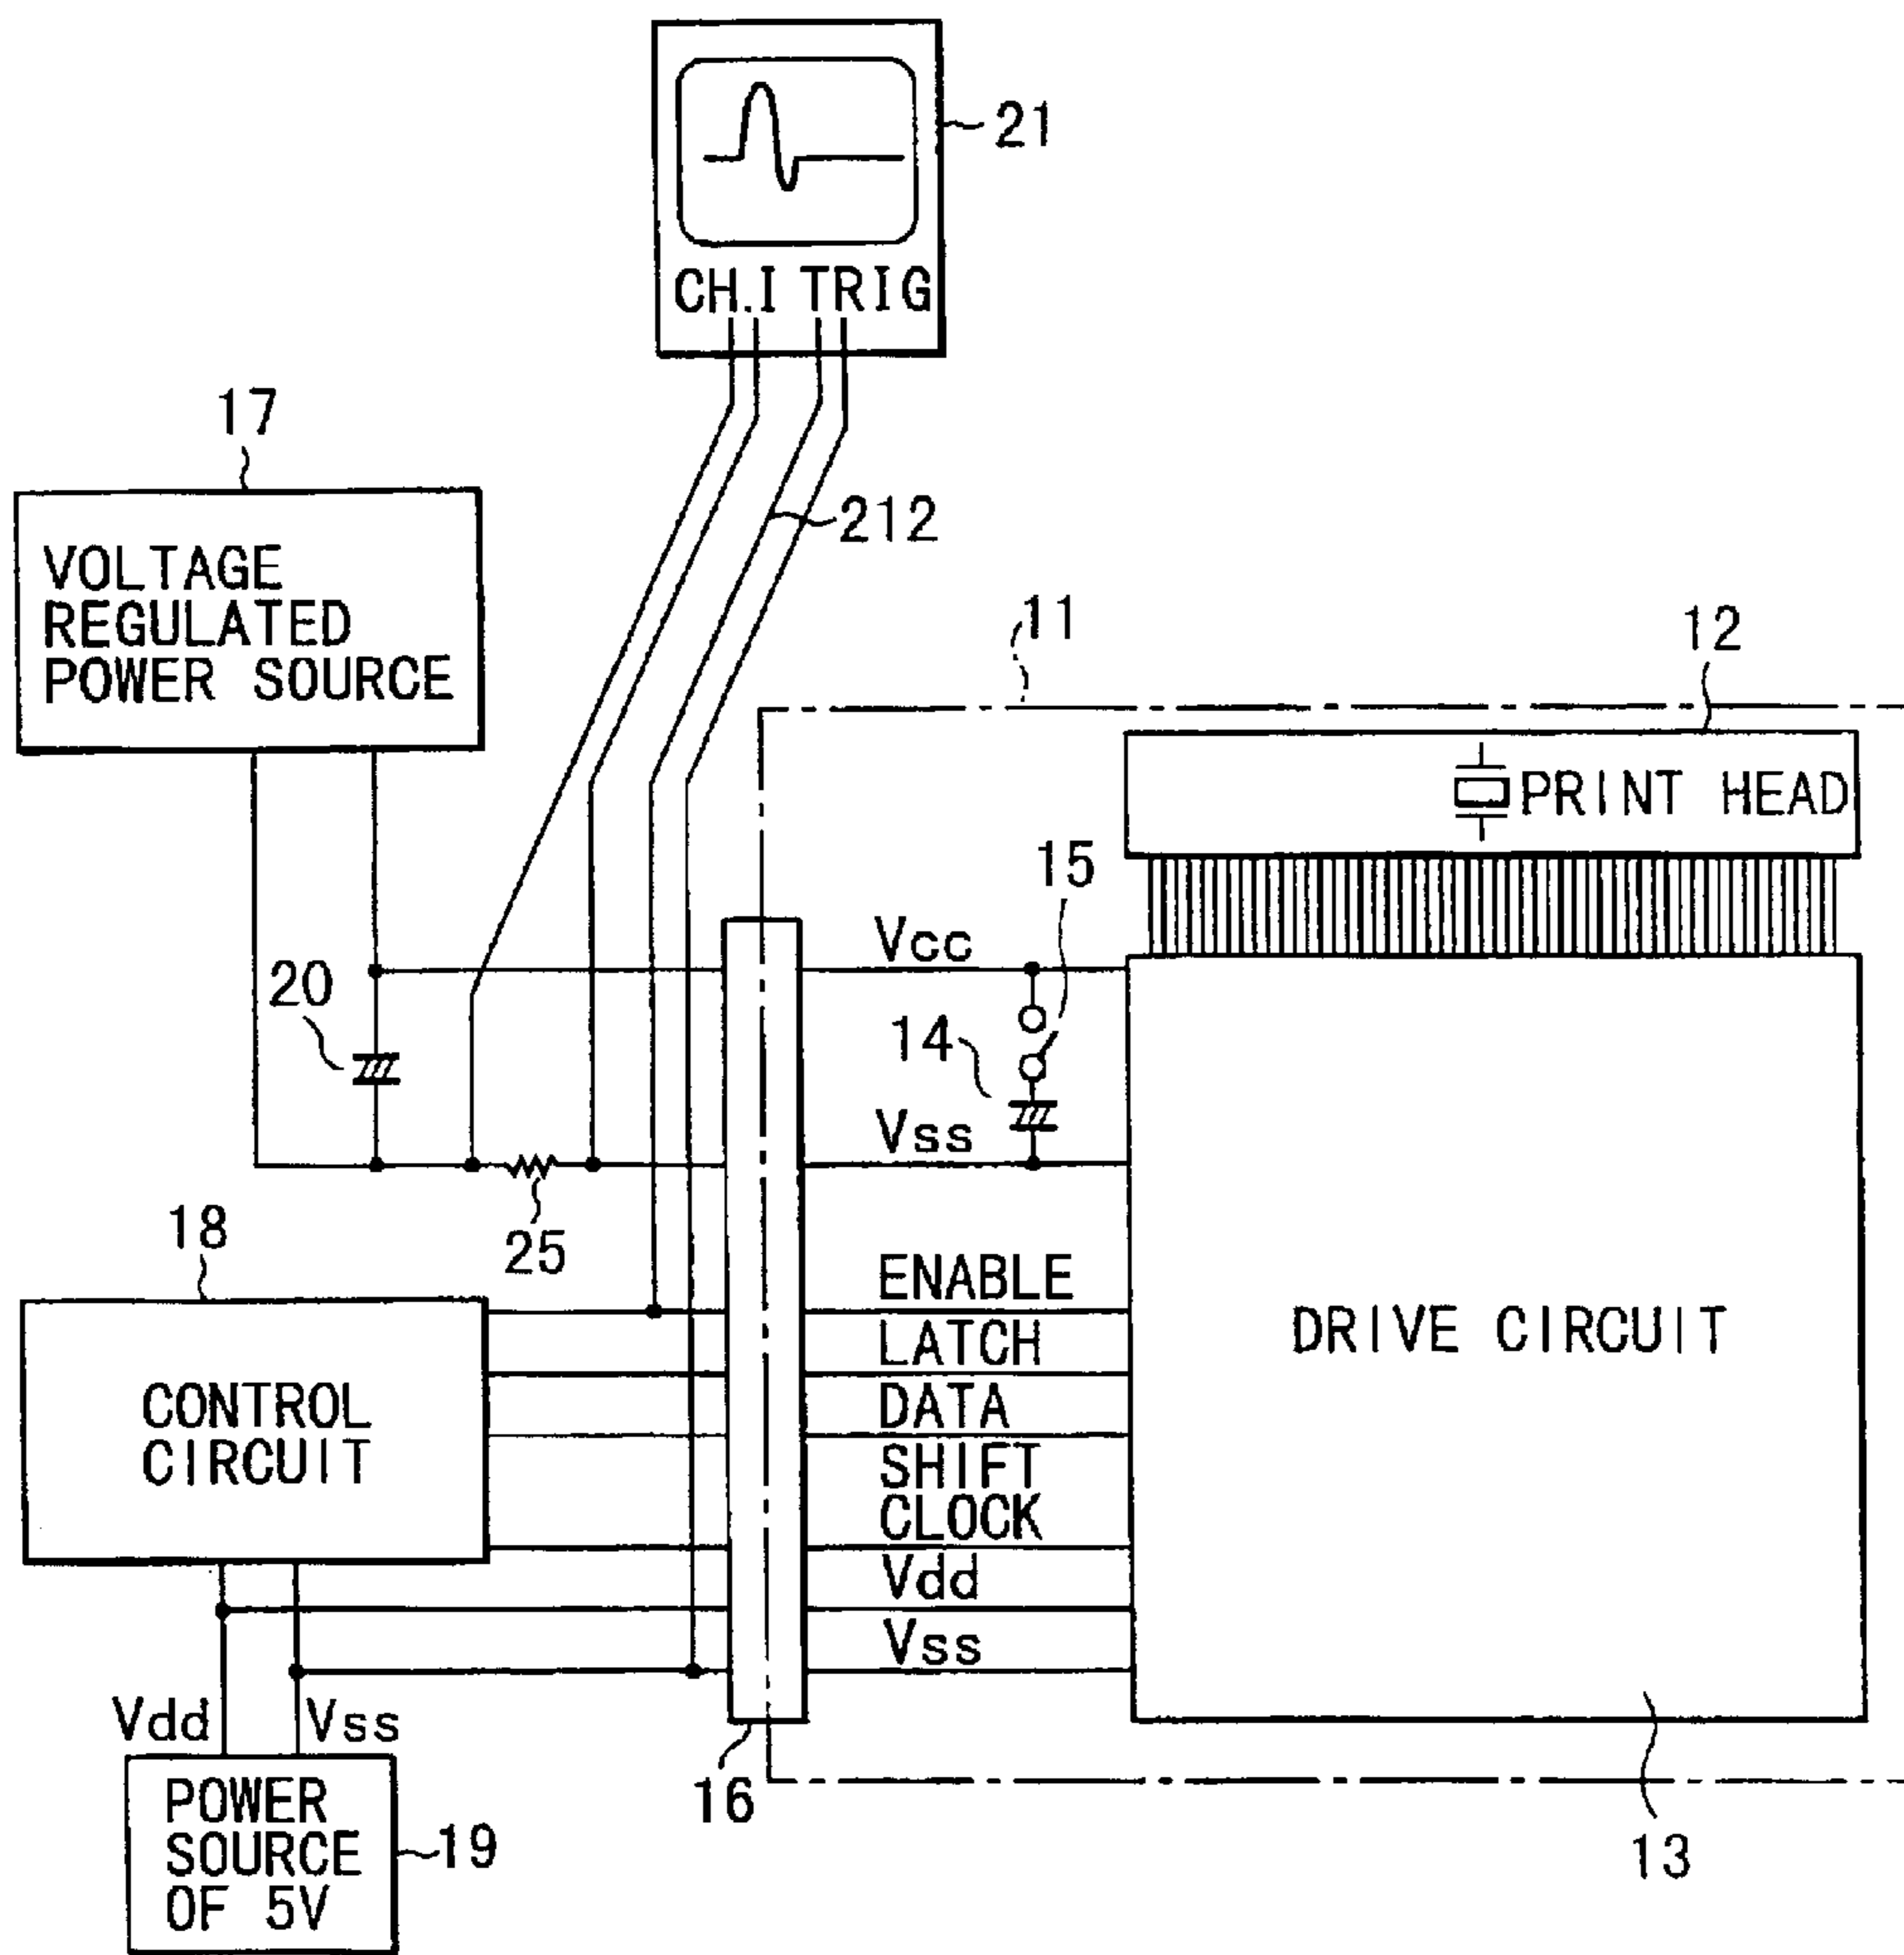 21
CH.I TRIG
17
212
VOLTAGE
REGULATED
POWER SOURCE
11
12
PRINT HEAD
15
Vcc
20
14
Vss
18
25
ENABLE
LATCH
DRIVE CIRCUIT
DATA
CONTROL
CIRCUIT
SHIFT
CLOCK
Vdd
Vss
Vdd
Vss
16
POWER
SOURCE
OF 5V
19
13